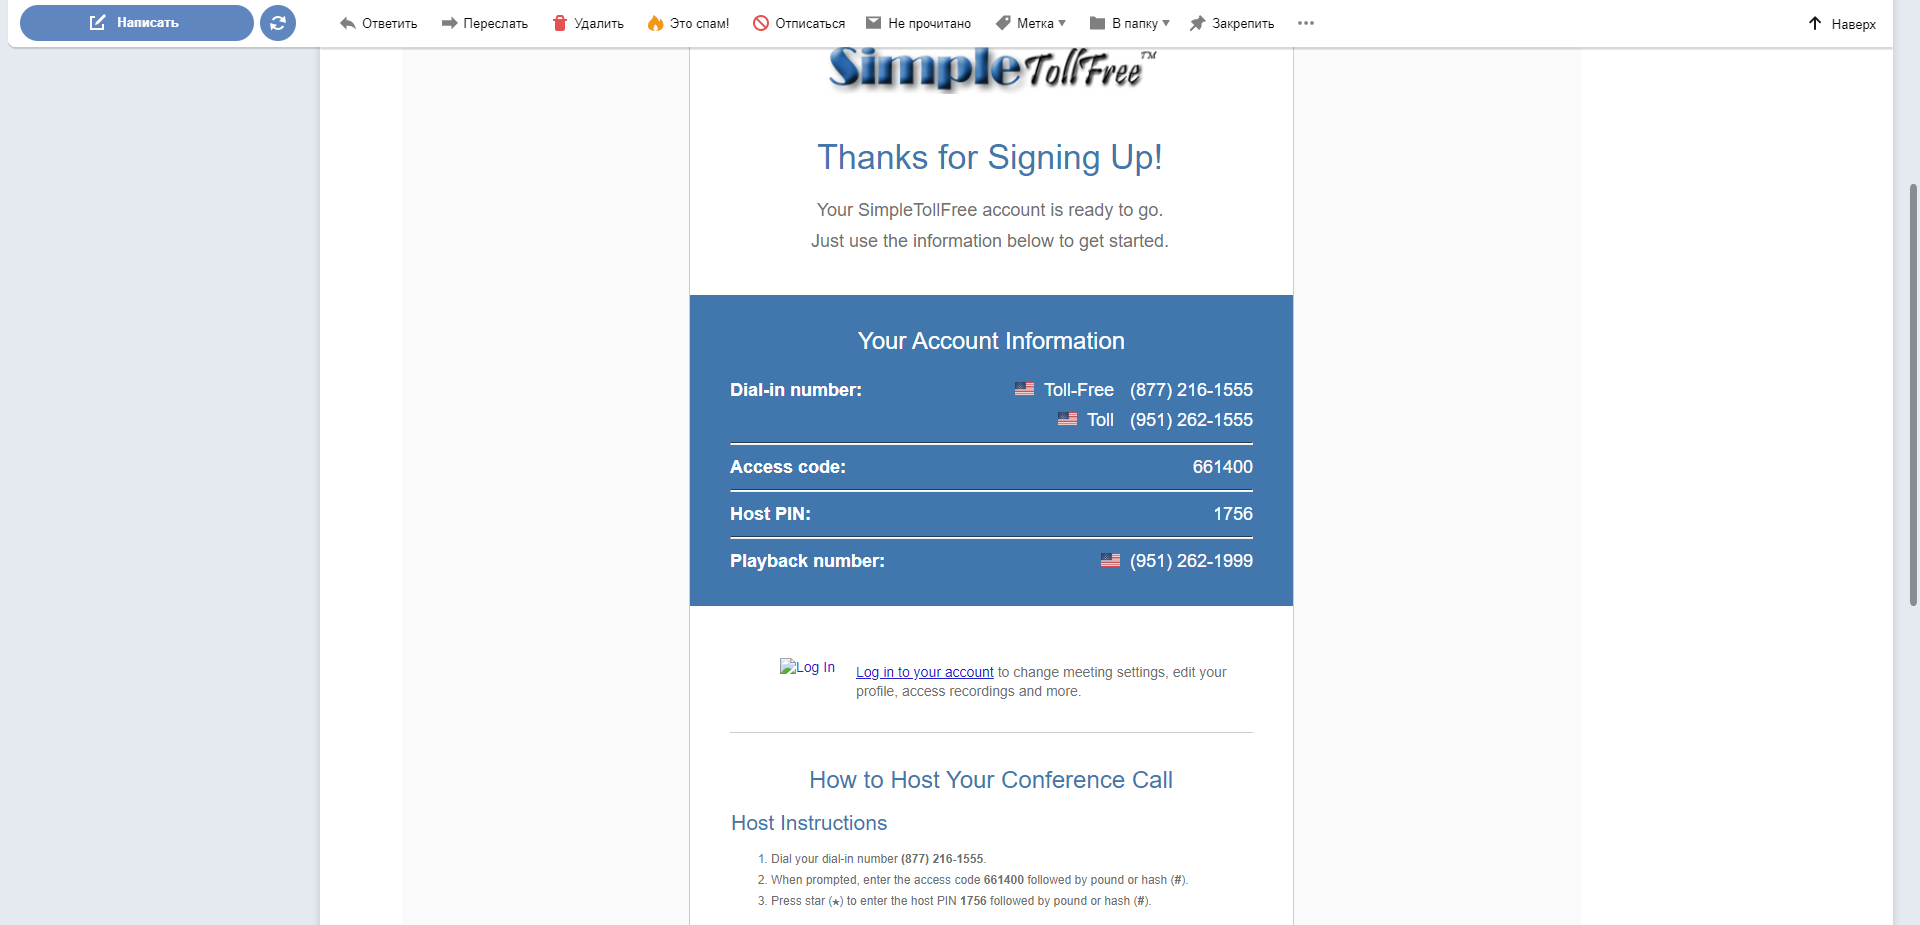 Написать
Ответить Переслать Удалить Это спам! Отписаться Не прочитано Метка В папку Закрепить Наверх
SimpleTollFree™
Thanks for Signing Up!
Your SimpleTollFree account is ready to go.
Just use the information below to get started.
Your Account Information
Dial-in number: Toll-Free (877) 216-1555
Toll (951) 262-1555
Access code: 661400
Host PIN: 1756
Playback number: (951) 262-1999
Log In
Log in to your account to change meeting settings, edit your
profile, access recordings and more.
How to Host Your Conference Call
Host Instructions
1. Dial your dial-in number (877) 216-1555.
2. When prompted, enter the access code 661400 followed by pound or hash (#).
3. Press star (★) to enter the host PIN 1756 followed by pound or hash (#).